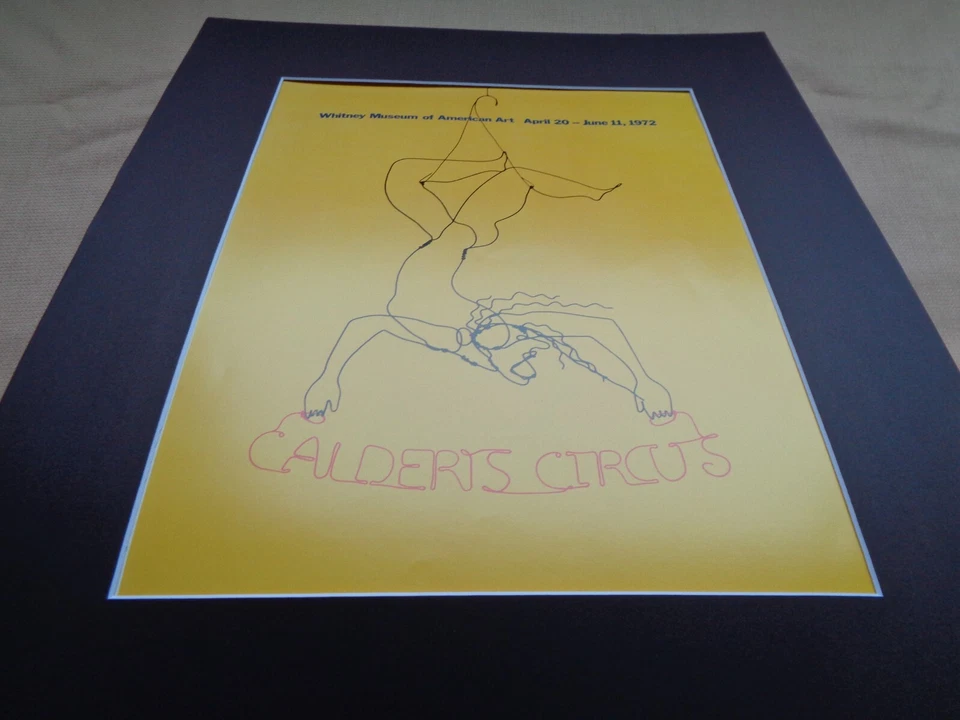 Whitney Museum of American Art April 20 – June 11, 1972
CALDER'S CIRCUS